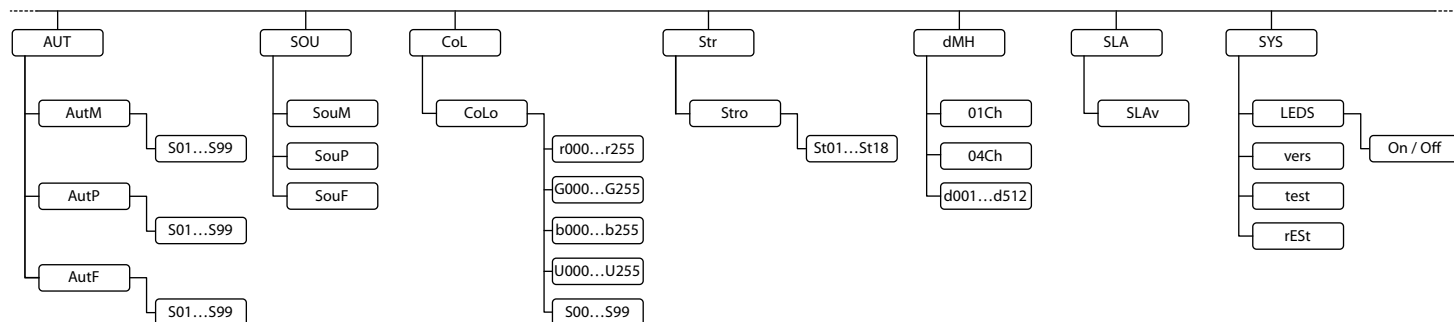 AUT
SOU
CoL
Str
dMH
SLA
SYS
AutM
SouM
CoLo
Stro
01Ch
SLAv
LEDS
S01...S99
SouP
r000...r255
St01...St18
04Ch
vers
On / Off
AutP
SouF
G000...G255
d001...d512
test
S01...S99
b000...b255
rESt
AutF
U000...U255
S01...S99
S00...S99